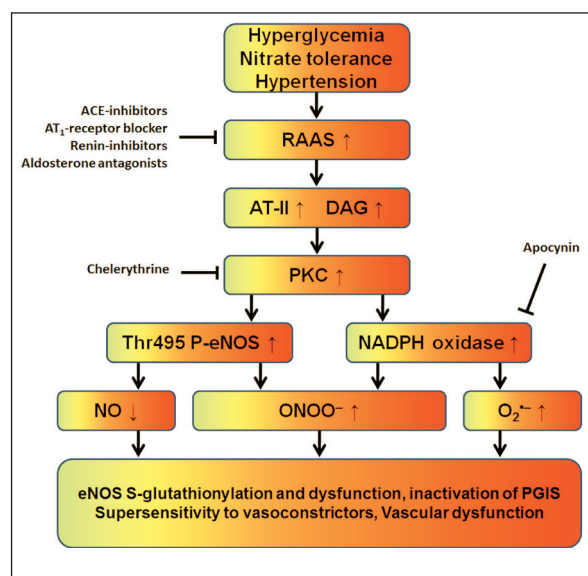 Hyperglycemia
Nitrate tolerance
Hypertension
ACE-inhibitors
AT₁-receptor blocker
Renin-inhibitors
Aldosterone antagonists
RAAS ↑
AT-II ↑ DAG ↑
Chelerythrine
PKC ↑
Apocynin
Thr495 P-eNOS ↑
NADPH oxidase ↑
NO ↓
ONOO⁻ ↑
O₂•⁻ ↑
eNOS S-glutathionylation and dysfunction, inactivation of PGIS
Supersensitivity to vasoconstrictors, Vascular dysfunction